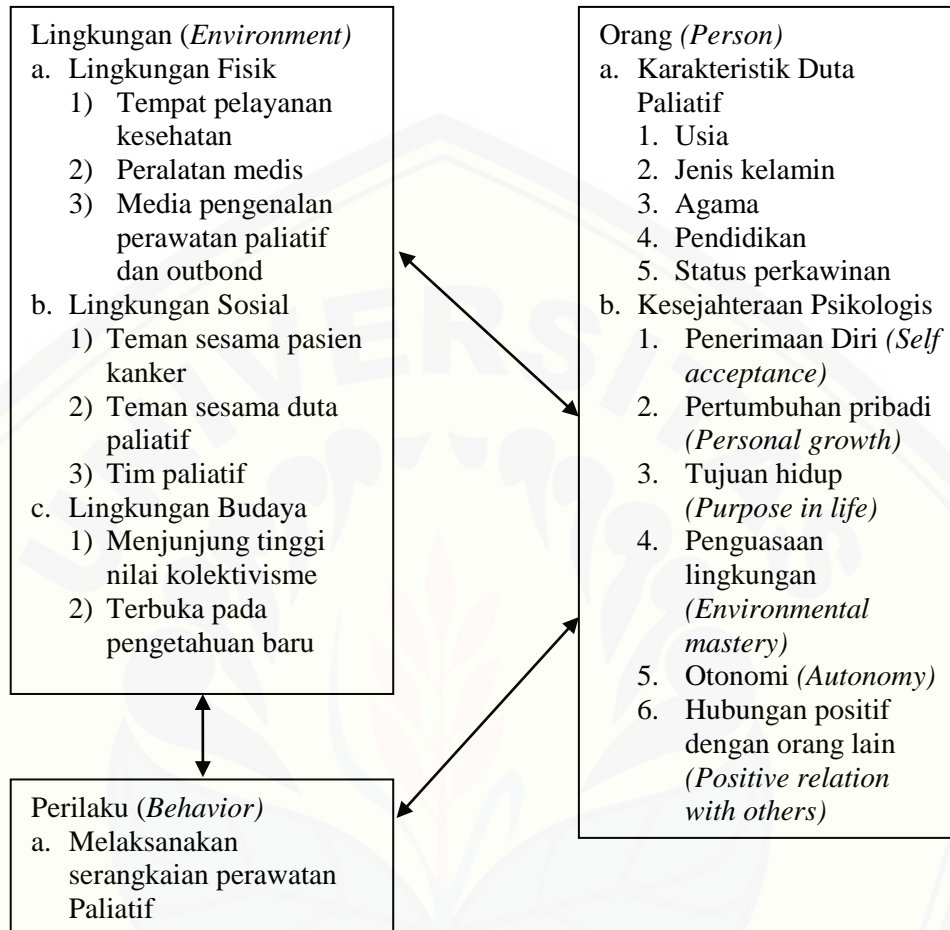 Lingkungan (Environment)
a. Lingkungan Fisik
1) Tempat pelayanan
kesehatan
2) Peralatan medis
3) Media pengenalan
perawatan paliatif
dan outbond
b. Lingkungan Sosial
1) Teman sesama pasien
kanker
2) Teman sesama duta
paliatif
3) Tim paliatif
c. Lingkungan Budaya
1) Menjunjung tinggi
nilai kolektivisme
2) Terbuka pada
pengetahuan baru
Perilaku (Behavior)
a. Melaksanakan
serangkaian perawatan
Paliatif
Orang (Person)
a. Karakteristik Duta
Paliatif
1. Usia
2. Jenis kelamin
3. Agama
4. Pendidikan
5. Status perkawinan
b. Kesejahteraan Psikologis
1. Penerimaan Diri (Self
acceptance)
2. Pertumbuhan pribadi
(Personal growth)
3. Tujuan hidup
(Purpose in life)
4. Penguasaan
lingkungan
(Environmental
mastery)
5. Otonomi (Autonomy)
6. Hubungan positif
dengan orang lain
(Positive relation
with others)
UNIVERSITAS